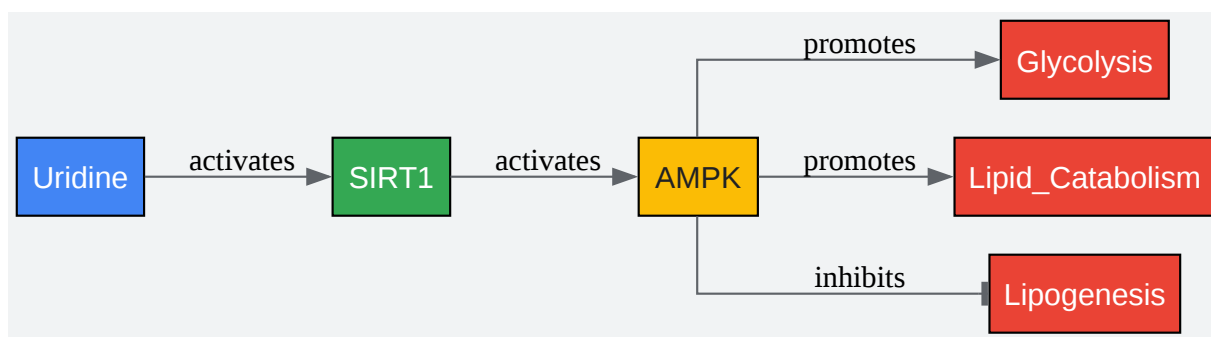 promotes
Glycolysis
Uridine
activates
SIRT1
activates
AMPK
promotes
Lipid_Catabolism
inhibits
Lipogenesis